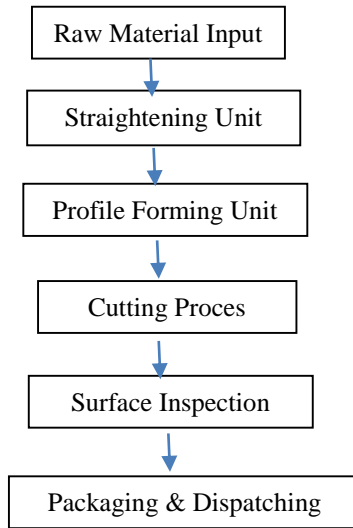 Raw Material Input
Straightening Unit
Profile Forming Unit
Cutting Proces
Surface Inspection
Packaging & Dispatching